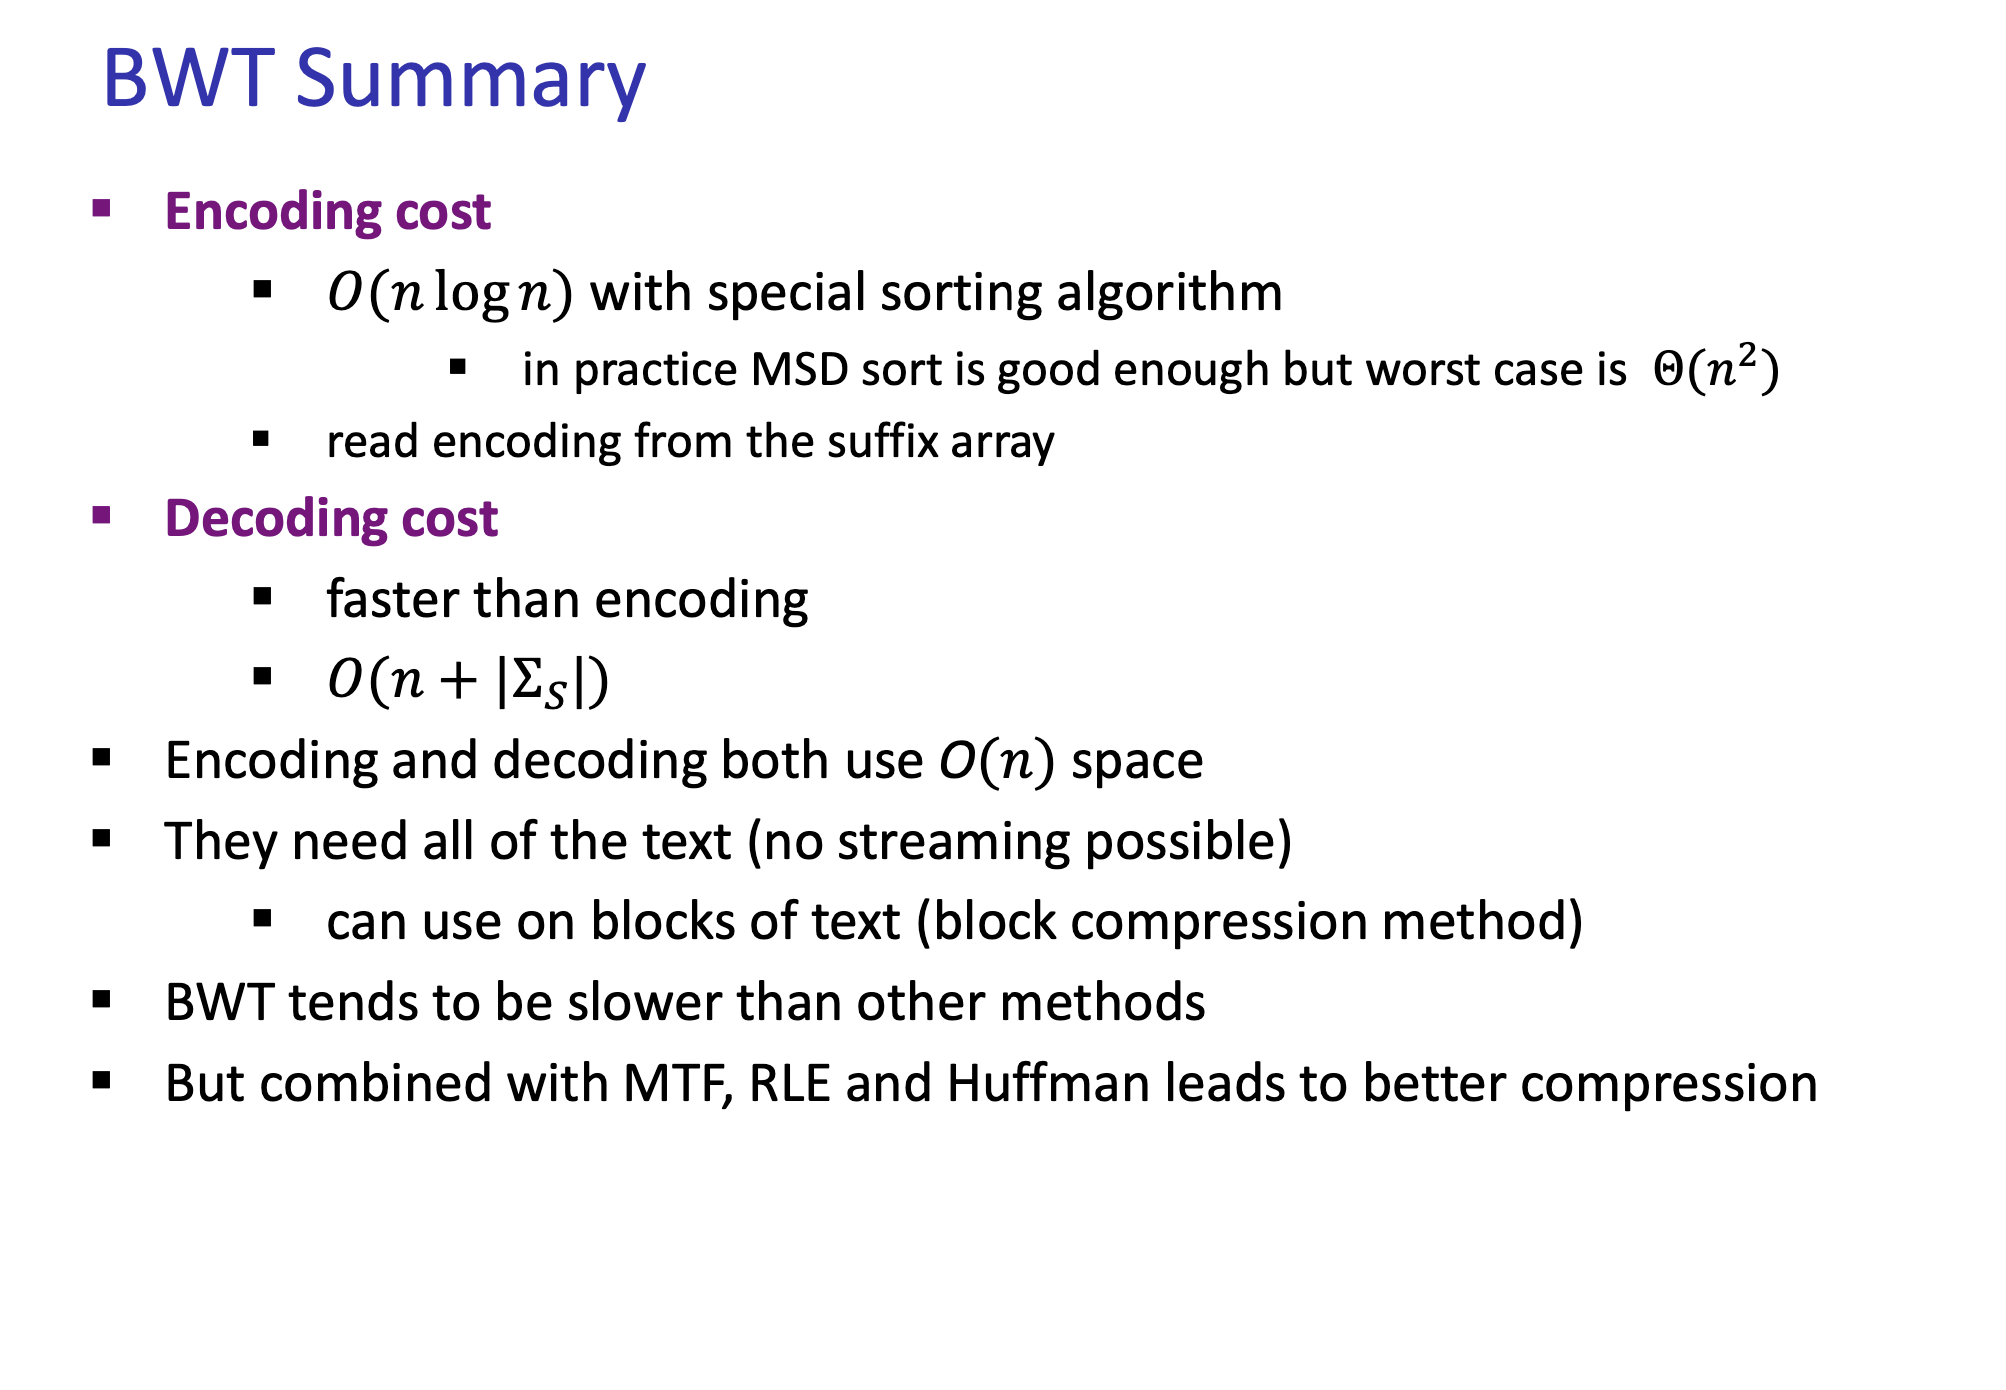 BWT Summary
▪ Encoding cost
▪ O(n log n) with special sorting algorithm
▪ in practice MSD sort is good enough but worst case is Θ(n²)
▪ read encoding from the suffix array
▪ Decoding cost
▪ faster than encoding
▪ O(n + |Σ_S|)
▪ Encoding and decoding both use O(n) space
▪ They need all of the text (no streaming possible)
▪ can use on blocks of text (block compression method)
▪ BWT tends to be slower than other methods
▪ But combined with MTF, RLE and Huffman leads to better compression